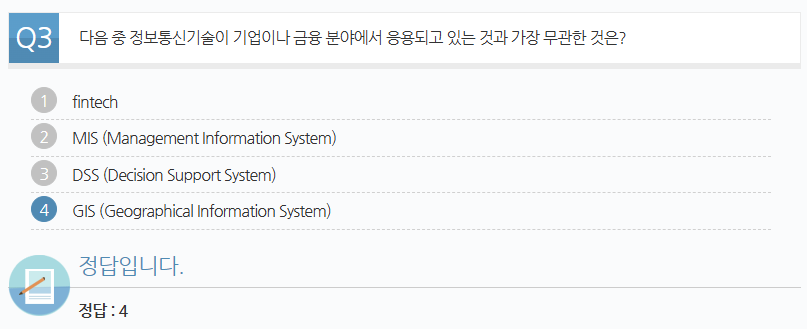 Q3 다음 중 정보통신기술이 기업이나 금융 분야에서 응용되고 있는 것과 가장 무관한 것은?
1 fintech
2 MIS (Management Information System)
3 DSS (Decision Support System)
4 GIS (Geographical Information System)
정답입니다.
정답 : 4